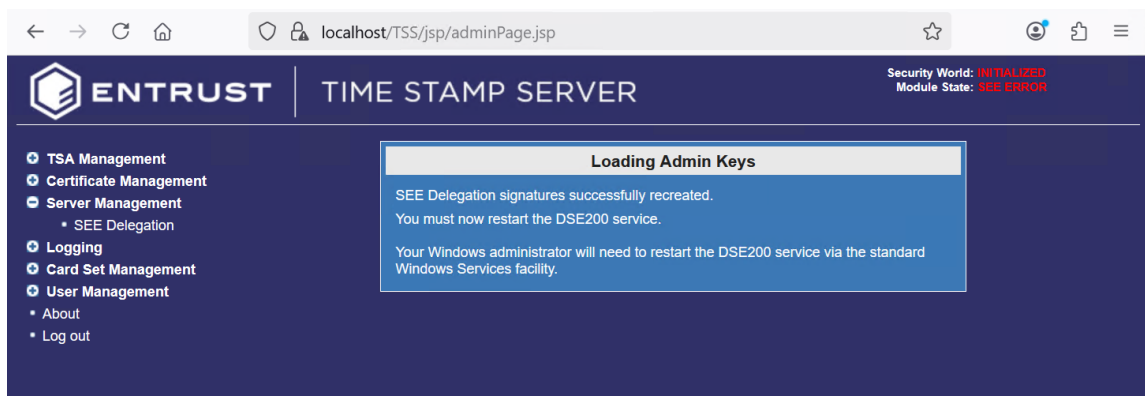 localhost/TSS/jsp/adminPage.jsp
ENTRUST
TIME STAMP SERVER
Security World: INITIALIZED
Module State: SEE ERROR
TSA Management
Certificate Management
Server Management
SEE Delegation
Logging
Card Set Management
User Management
About
Log out
Loading Admin Keys
SEE Delegation signatures successfully recreated.
You must now restart the DSE200 service.
Your Windows administrator will need to restart the DSE200 service via the standard
Windows Services facility.